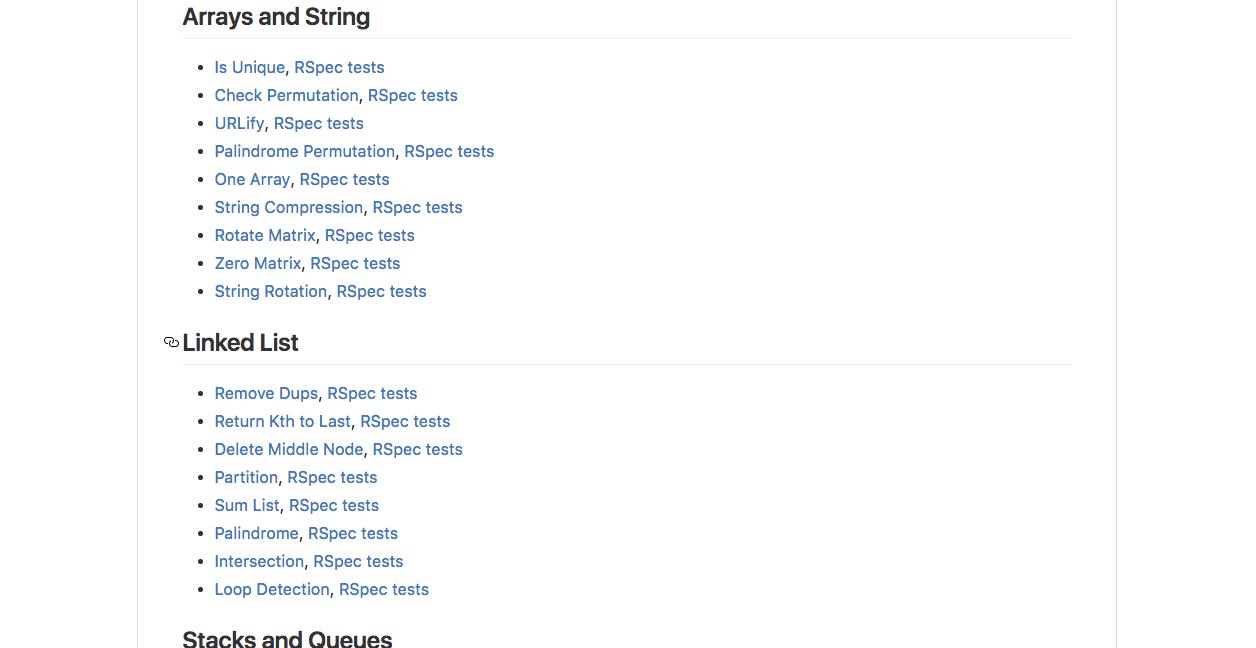 Arrays and String
Is Unique, RSpec tests
Check Permutation, RSpec tests
URLify, RSpec tests
Palindrome Permutation, RSpec tests
One Array, RSpec tests
String Compression, RSpec tests
Rotate Matrix, RSpec tests
Zero Matrix, RSpec tests
String Rotation, RSpec tests
Linked List
Remove Dups, RSpec tests
Return Kth to Last, RSpec tests
Delete Middle Node, RSpec tests
Partition, RSpec tests
Sum List, RSpec tests
Palindrome, RSpec tests
Intersection, RSpec tests
Loop Detection, RSpec tests
Stacks and Queues